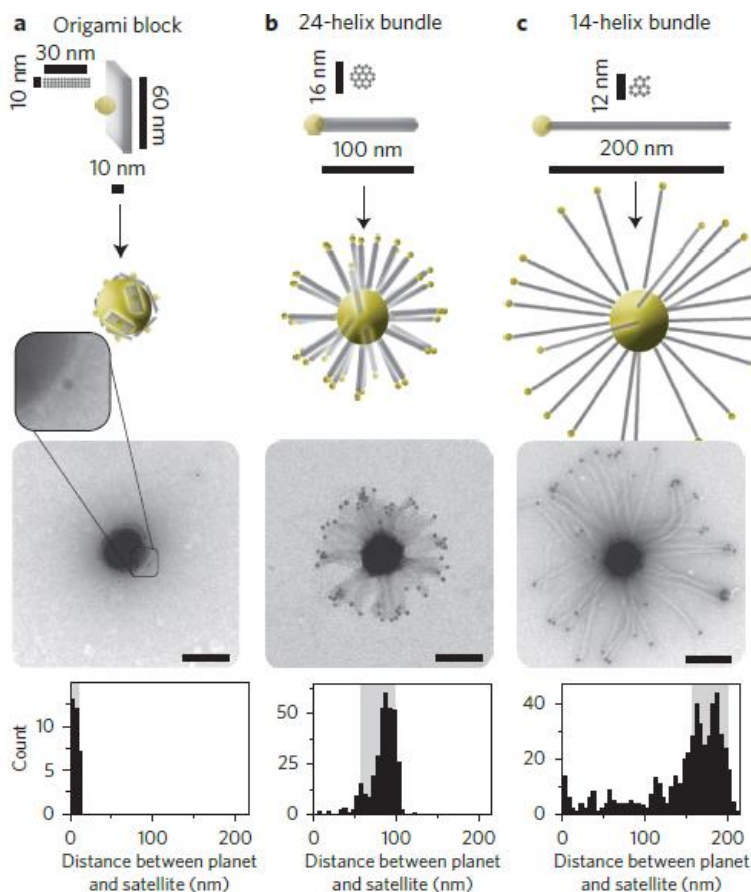 a Origami block
30 nm
10 nm
60 nm
10 nm
b 24-helix bundle
16 nm
100 nm
c 14-helix bundle
12 nm
200 nm
Count
10
5
0
0 100 200
Distance between planet
and satellite (nm)
50
25
0
0 100 200
Distance between planet
and satellite (nm)
40
20
0
0 100 200
Distance between planet
and satellite (nm)